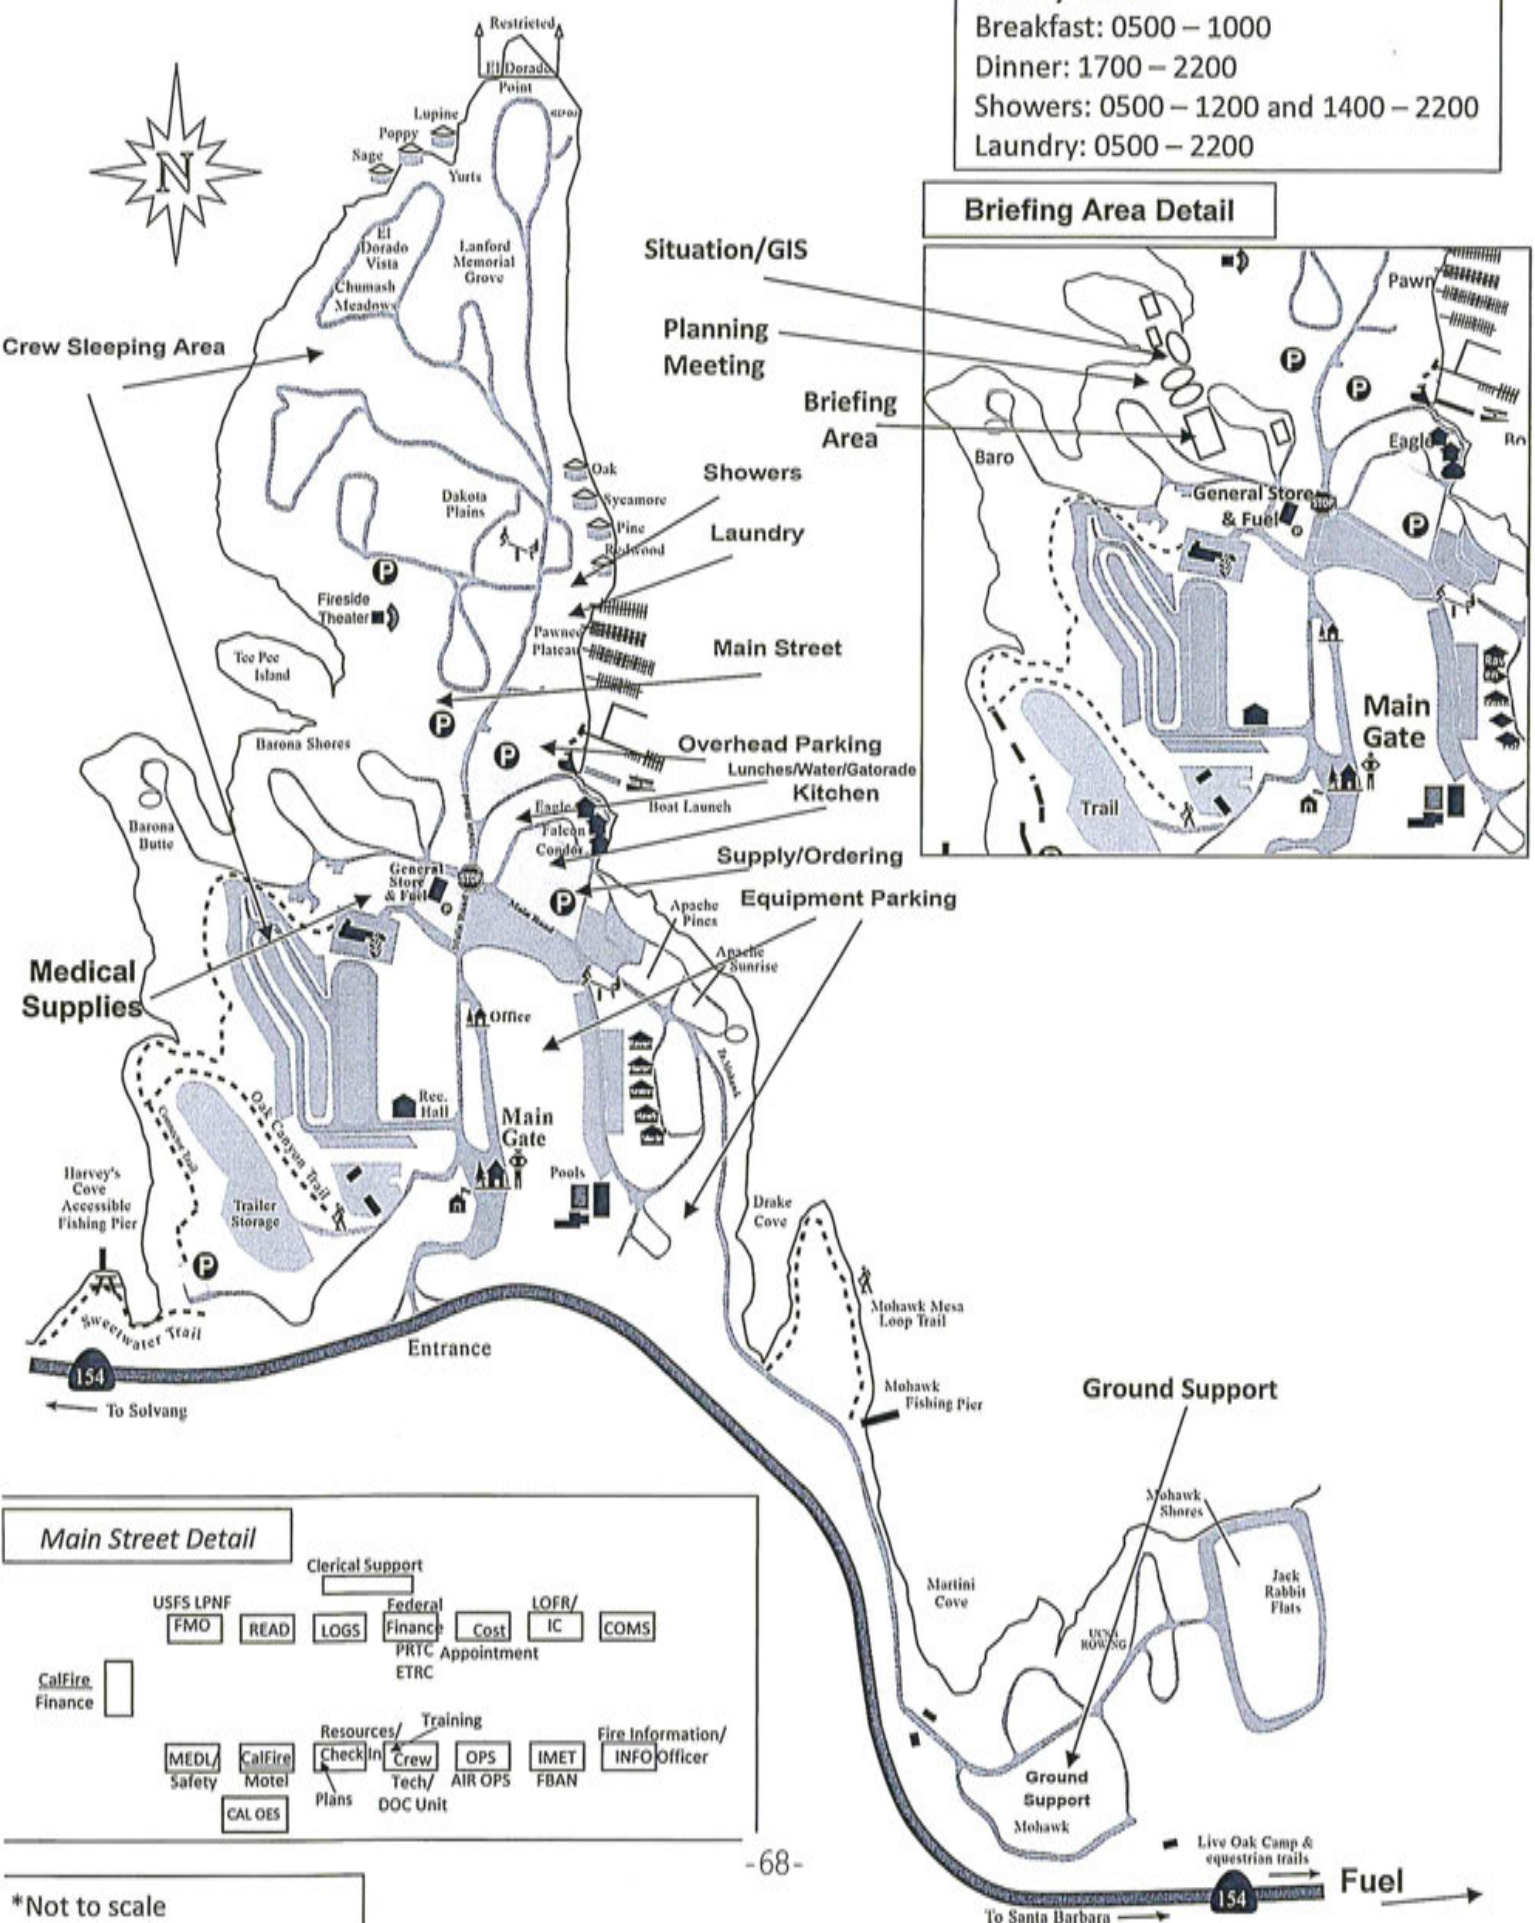 Breakfast: 0500 – 1000
Dinner: 1700 – 2200
Showers: 0500 – 1200 and 1400 – 2200
Laundry: 0500 – 2200
Briefing Area Detail
Restricted
El Dorado
Point
Lupine
Poppy
Sage
Yurts
N
El
Dorado
Vista
Lanford
Memorial
Grove
Chumash
Meadows
Crew Sleeping Area
Situation/GIS
Planning
Meeting
Briefing
Area
Pawn
P
P
Eagle
Bo
Baro
General Store
& Fuel
STOP
P
P
Main
Gate
Trail
Oak
Sycamore
Pine
Redwood
Dakota
Plains
Showers
Laundry
P
Fireside
Theater
Pawnee
Plateau
Main Street
Tee Pee
Island
P
Barona Shores
P
Overhead Parking
Lunches/Water/Gatorade
Kitchen
Eagle
Boat Launch
Falcon
Condor
Barona
Butte
Supply/Ordering
General
Store
& Fuel
STOP
P
P
Main Road
Main Road
Equipment Parking
Apache
Pines
Apache
Sunrise
Medical
Supplies
Office
To Mohawk
Rec.
Hall
Main
Gate
Oak Canyon Trail
Pools
Harvey's
Cove
Accessible
Fishing Pier
Trailer
Storage
P
Drake
Cove
Sweetwater Trail
Mohawk Mesa
Loop Trail
Entrance
154
To Solvang
Mohawk
Fishing Pier
Ground Support
Mohawk
Shores
Jack
Rabbit
Flats
Martini
Cove
UCSB
ROWING
Ground
Support
Mohawk
Live Oak Camp &
equestrian trails
154
Fuel
To Santa Barbara
Main Street Detail
Clerical Support
USFS LPNF
FMO
READ
LOGS
Federal
Finance
PRTC
ETRC
Cost
Appointment
LOFR/
IC
COMS
CalFire
Finance
Resources/
Check In
Training
Fire Information/
INFO Officer
MEDL/
Safety
CalFire
Motel
Plans
Crew
Tech/
DOC Unit
OPS
AIR OPS
IMET
FBAN
CAL OES
-68-
*Not to scale